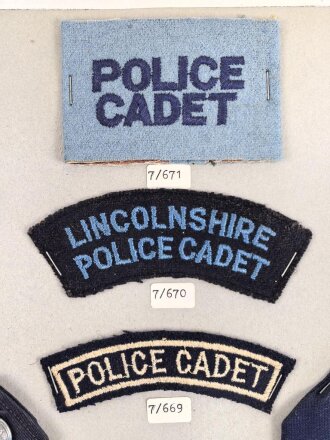 POLICE
CADET
7/671
LINCOLNSHIRE
POLICE CADET
7/670
POLICE CADET
7/669